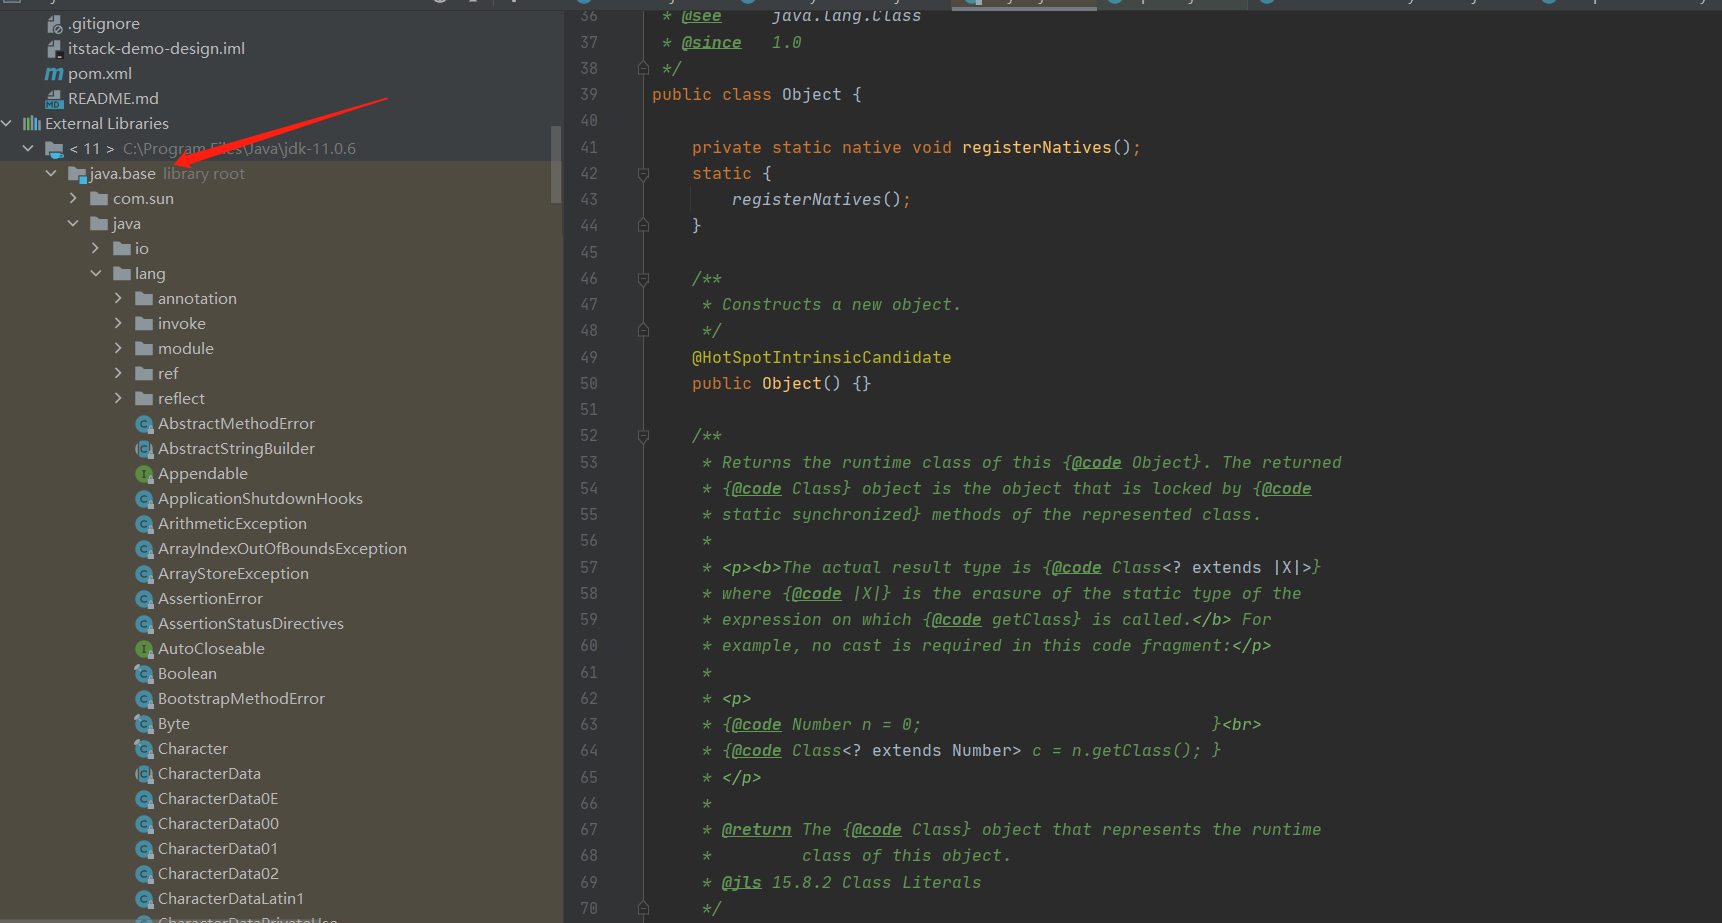 .gitignore
itstack-demo-design.iml
pom.xml
README.md
External Libraries
< 11 > C:\Program Files\Java\jdk-11.0.6
java.base library root
com.sun
java
io
lang
annotation
invoke
module
ref
reflect
AbstractMethodError
AbstractStringBuilder
Appendable
ApplicationShutdownHooks
ArithmeticException
ArrayIndexOutOfBoundsException
ArrayStoreException
AssertionError
AssertionStatusDirectives
AutoCloseable
Boolean
BootstrapMethodError
Byte
Character
CharacterData
CharacterData0E
CharacterData00
CharacterData01
CharacterData02
CharacterDataLatin1
CharacterDataPrivateUse
36 * @see java.lang.Class
37 * @since 1.0
38 */
39 public class Object {
40
41 private static native void registerNatives();
42 static {
43 registerNatives();
44 }
45
46 /**
47 * Constructs a new object.
48 */
49 @HotSpotIntrinsicCandidate
50 public Object() {}
51
52 /**
53 * Returns the runtime class of this {@code Object}. The returned
54 * {@code Class} object is the object that is locked by {@code
55 * static synchronized} methods of the represented class.
56 *
57 * <p><b>The actual result type is {@code Class<? extends |X|>}
58 * where {@code |X|} is the erasure of the static type of the
59 * expression on which {@code getClass} is called.</b> For
60 * example, no cast is required in this code fragment:</p>
61 *
62 * <p>
63 * {@code Number n = 0; }<br>
64 * {@code Class<? extends Number> c = n.getClass(); }
65 * </p>
66 *
67 * @return The {@code Class} object that represents the runtime
68 * class of this object.
69 * @jls 15.8.2 Class Literals
70 */